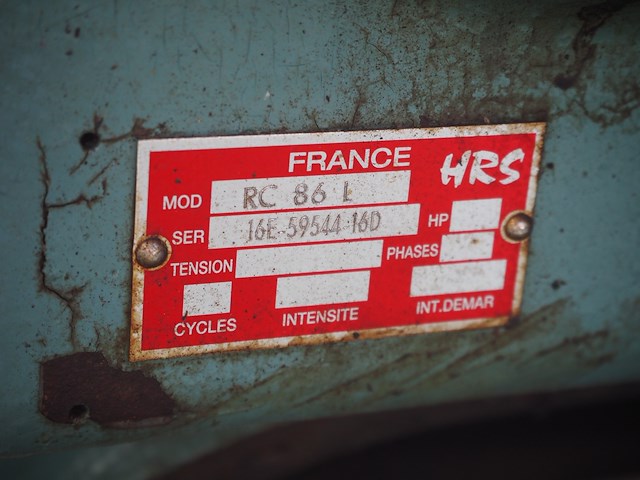 FRANCE HRS
MOD RC 86 L
SER 16E-59544-16D HP
TENSION PHASES
CYCLES INTENSITE INT.DEMAR